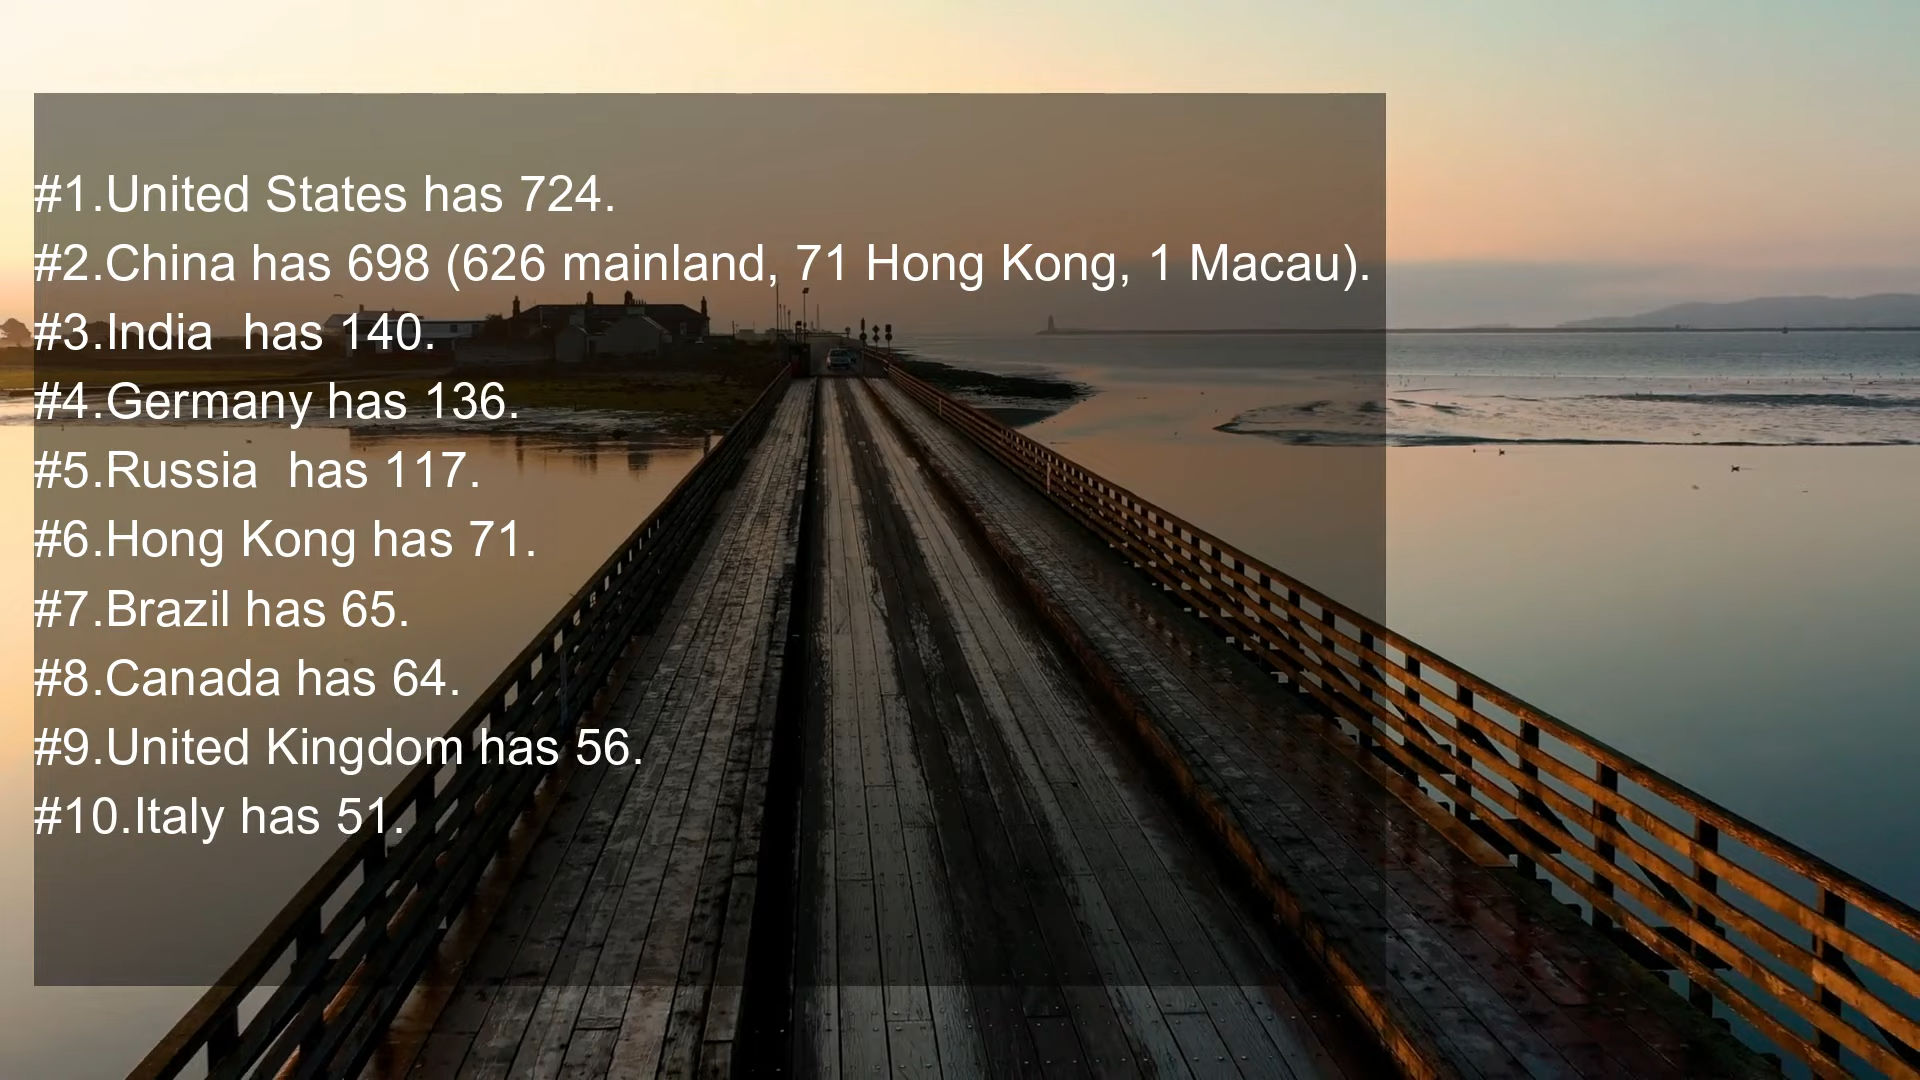 #1.United States has 724.
#2.China has 698 (626 mainland, 71 Hong Kong, 1 Macau).
#3.India  has 140.
#4.Germany has 136.
#5.Russia  has 117.
#6.Hong Kong has 71.
#7.Brazil has 65.
#8.Canada has 64.
#9.United Kingdom has 56.
#10.Italy has 51.